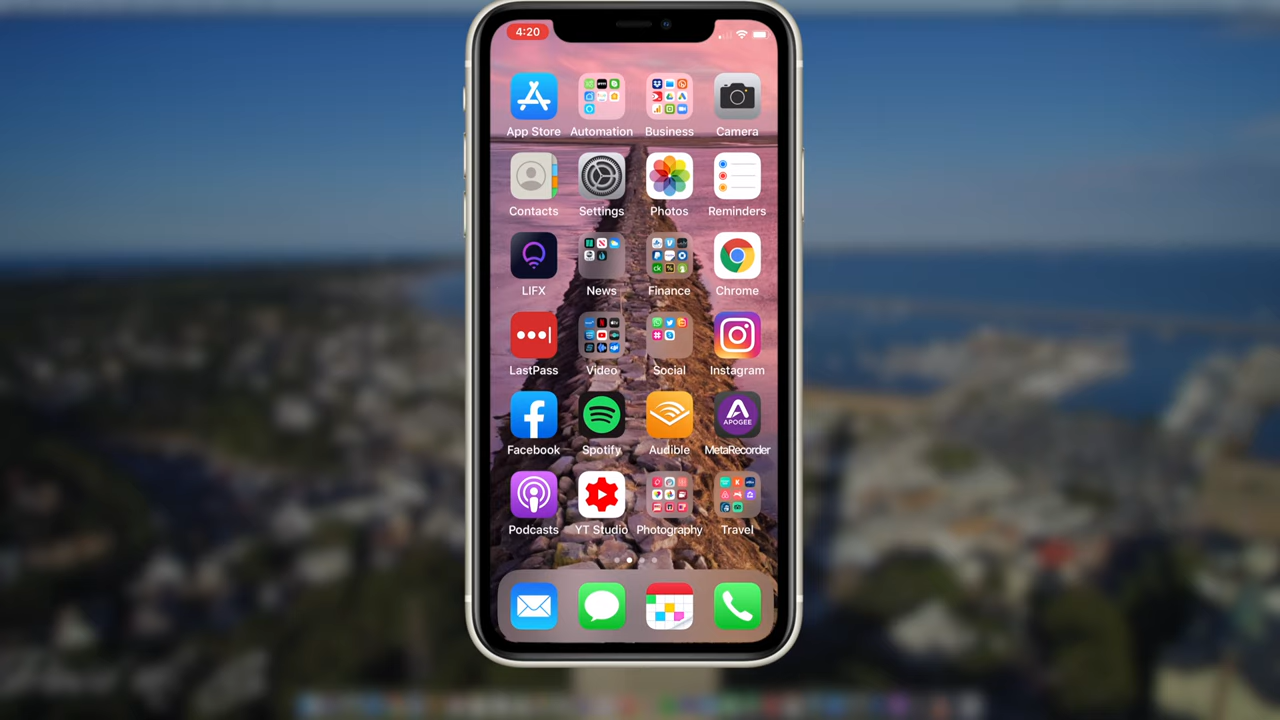 4:20
App Store Automation Business Camera
Contacts Settings Photos Reminders
LIFX News Finance Chrome
LastPass Video Social Instagram
APOGEE
Facebook Spotify Audible MetaRecorder
Podcasts YT Studio Photography Travel